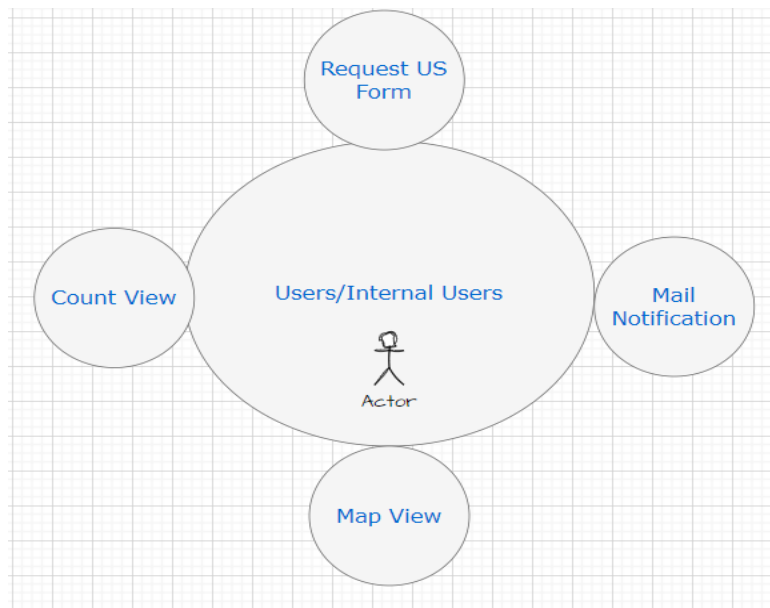 Request US
Form
Count View
Users/Internal Users
Mail
Notification
Actor
Map View